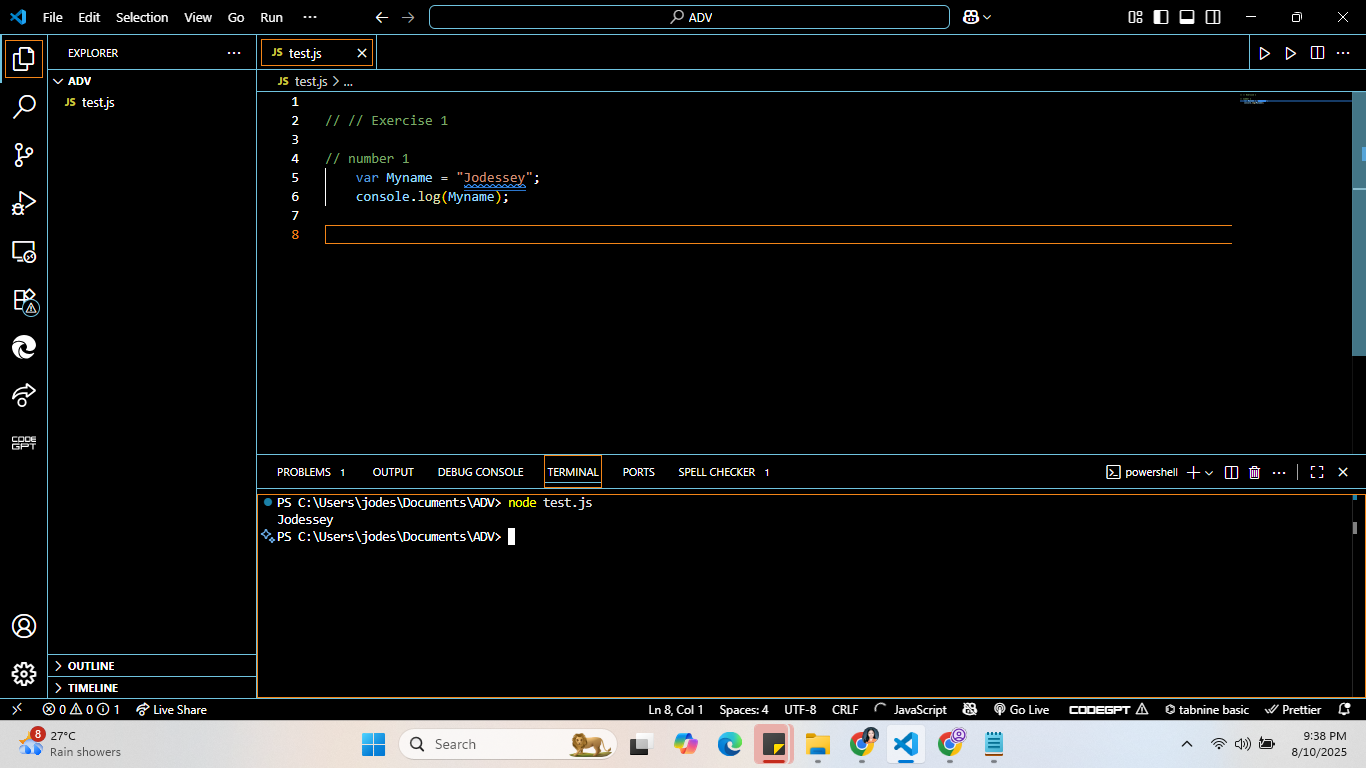 File Edit Selection View Go Run ··· ADV
EXPLORER ···
ADV
JS test.js
JS test.js
JS test.js > ...
1
2 // // Exercise 1
3
4 // number 1
5 var Myname = "Jodessey";
6 console.log(Myname);
7
8
CODE GPT
OUTLINE
TIMELINE
PROBLEMS 1 OUTPUT DEBUG CONSOLE TERMINAL PORTS SPELL CHECKER 1 powershell
PS C:\Users\jodes\Documents\ADV> node test.js
Jodessey
PS C:\Users\jodes\Documents\ADV>
0 0 1 Live Share Ln 8, Col 1 Spaces: 4 UTF-8 CRLF JavaScript Go Live CODEGPT tabnine basic Prettier
8 27°C
Rain showers
Search
9:38 PM
8/10/2025